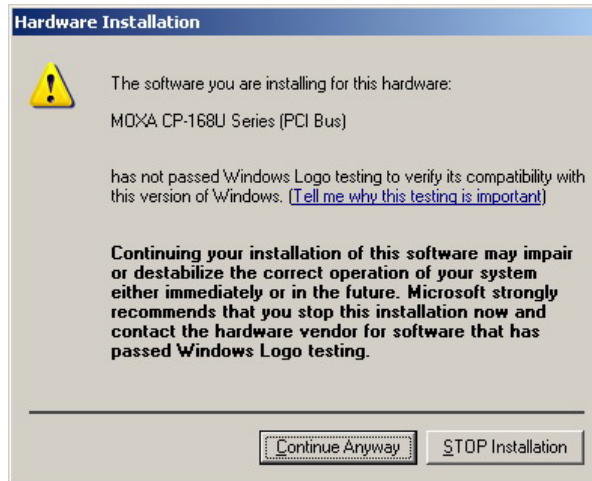 Hardware Installation
The software you are installing for this hardware:
MOXA CP-168U Series (PCI Bus)
has not passed Windows Logo testing to verify its compatibility with
this version of Windows. (Tell me why this testing is important)
Continuing your installation of this software may impair
or destabilize the correct operation of your system
either immediately or in the future. Microsoft strongly
recommends that you stop this installation now and
contact the hardware vendor for software that has
passed Windows Logo testing.
Continue Anyway
STOP Installation